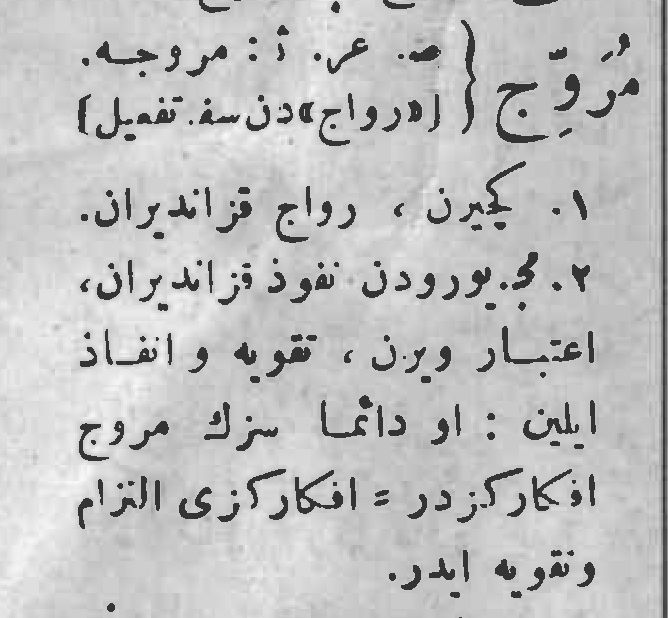 مُرَوِّج { ص. عر. ث : مروجه.
[«رواج»دن سف. تفعیل]
۱. کچیرن ، رواج قزاندیران.
۲. مج. یورودن نفوذ قزاندیران،
اعتبار ویرن ، تقویه و انفاذ
ایلین : او دائما سزك مروج
افکارکزدر = افکارکزی التزام
وتقویه ایدر.